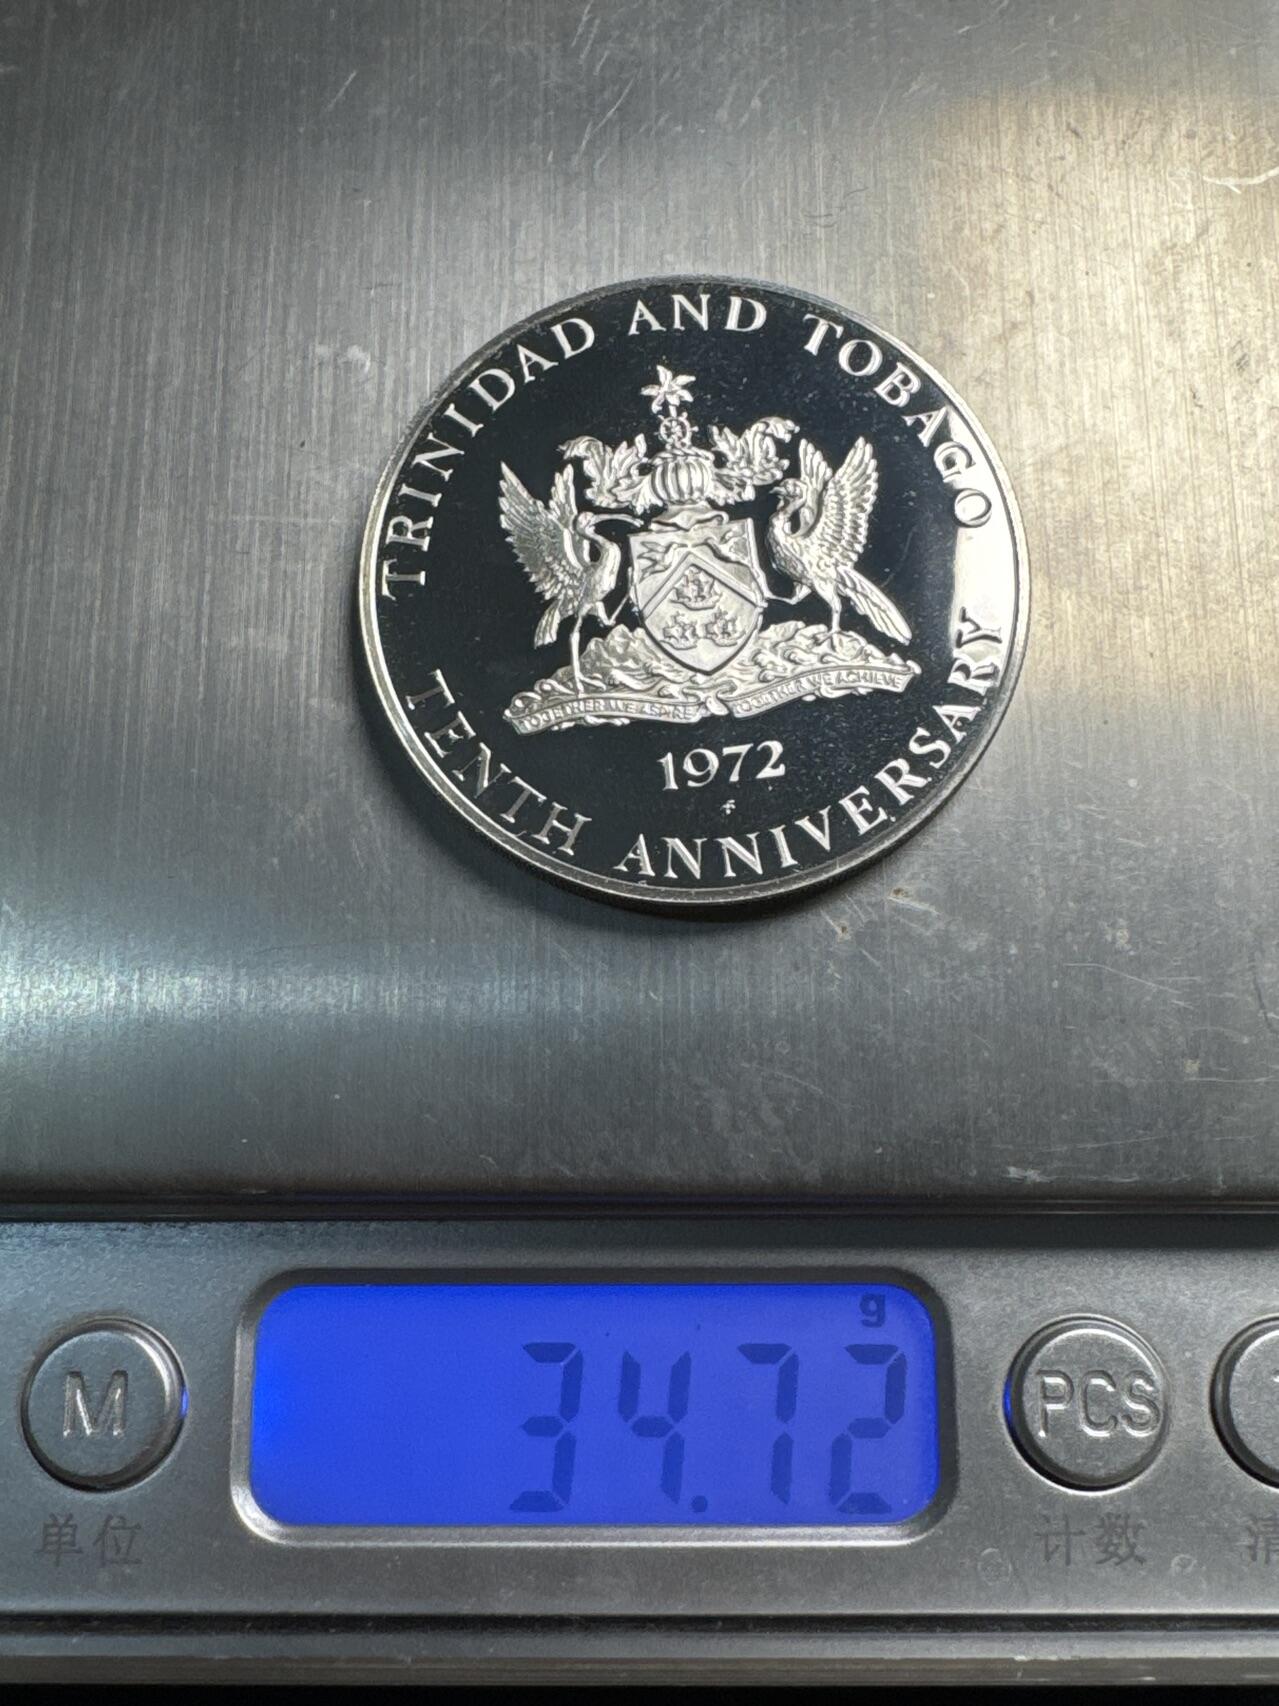 TRINIDAD AND TOBAGO
TOGETHER WE ASPIRE TOGETHER WE ACHIEVE
1972
TENTH ANNIVERSARY
g
34.72
M
PCS
单位
计数
清